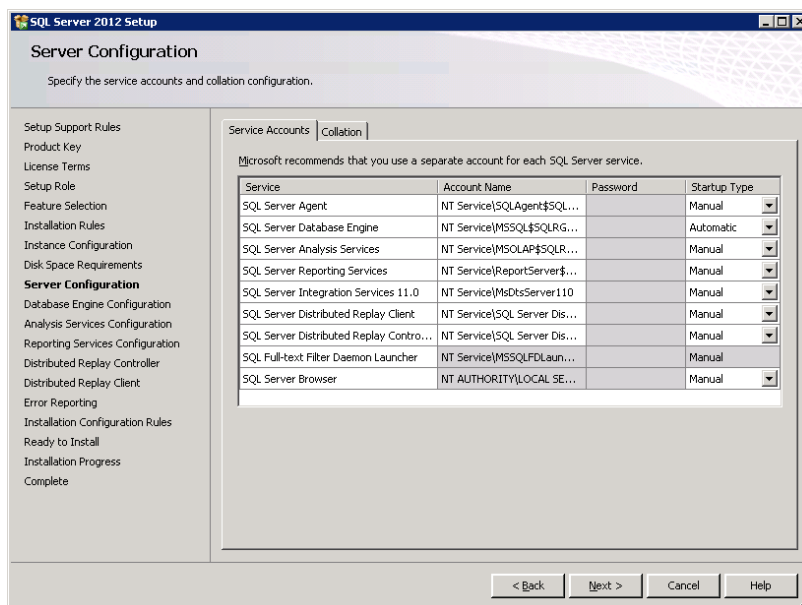 SQL Server 2012 Setup
Server Configuration
Specify the service accounts and collation configuration.
Setup Support Rules
Product Key
License Terms
Setup Role
Feature Selection
Installation Rules
Instance Configuration
Disk Space Requirements
Server Configuration
Database Engine Configuration
Analysis Services Configuration
Reporting Services Configuration
Distributed Replay Controller
Distributed Replay Client
Error Reporting
Installation Configuration Rules
Ready to Install
Installation Progress
Complete
Service Accounts Collation
Microsoft recommends that you use a separate account for each SQL Server service.
Service Account Name Password Startup Type
SQL Server Agent NT Service\SQLAgent$SQL... Manual
SQL Server Database Engine NT Service\MSSQL$SQLRG... Automatic
SQL Server Analysis Services NT Service\MSOLAP$SQLR... Manual
SQL Server Reporting Services NT Service\ReportServer$... Manual
SQL Server Integration Services 11.0 NT Service\MsDtsServer110 Manual
SQL Server Distributed Replay Client NT Service\SQL Server Dis... Manual
SQL Server Distributed Replay Contro... NT Service\SQL Server Dis... Manual
SQL Full-text Filter Daemon Launcher NT Service\MSSQLFDLaun... Manual
SQL Server Browser NT AUTHORITY\LOCAL SE... Manual
< Back Next > Cancel Help